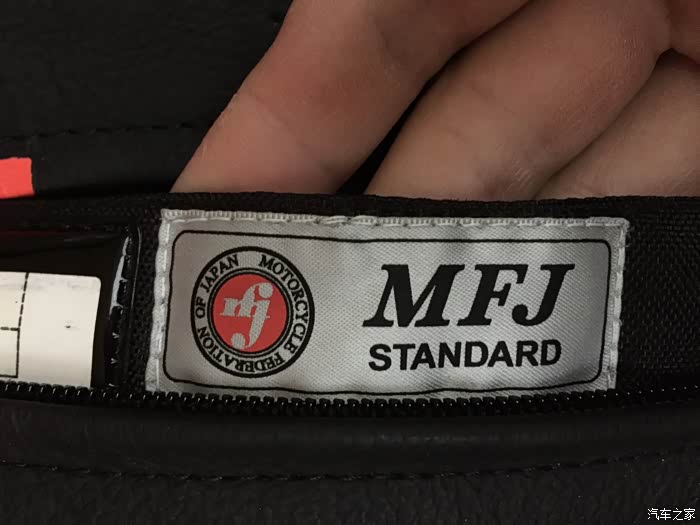 MOTORCYCLE FEDERATION OF JAPAN
mfj
MFJ
STANDARD
汽车之家